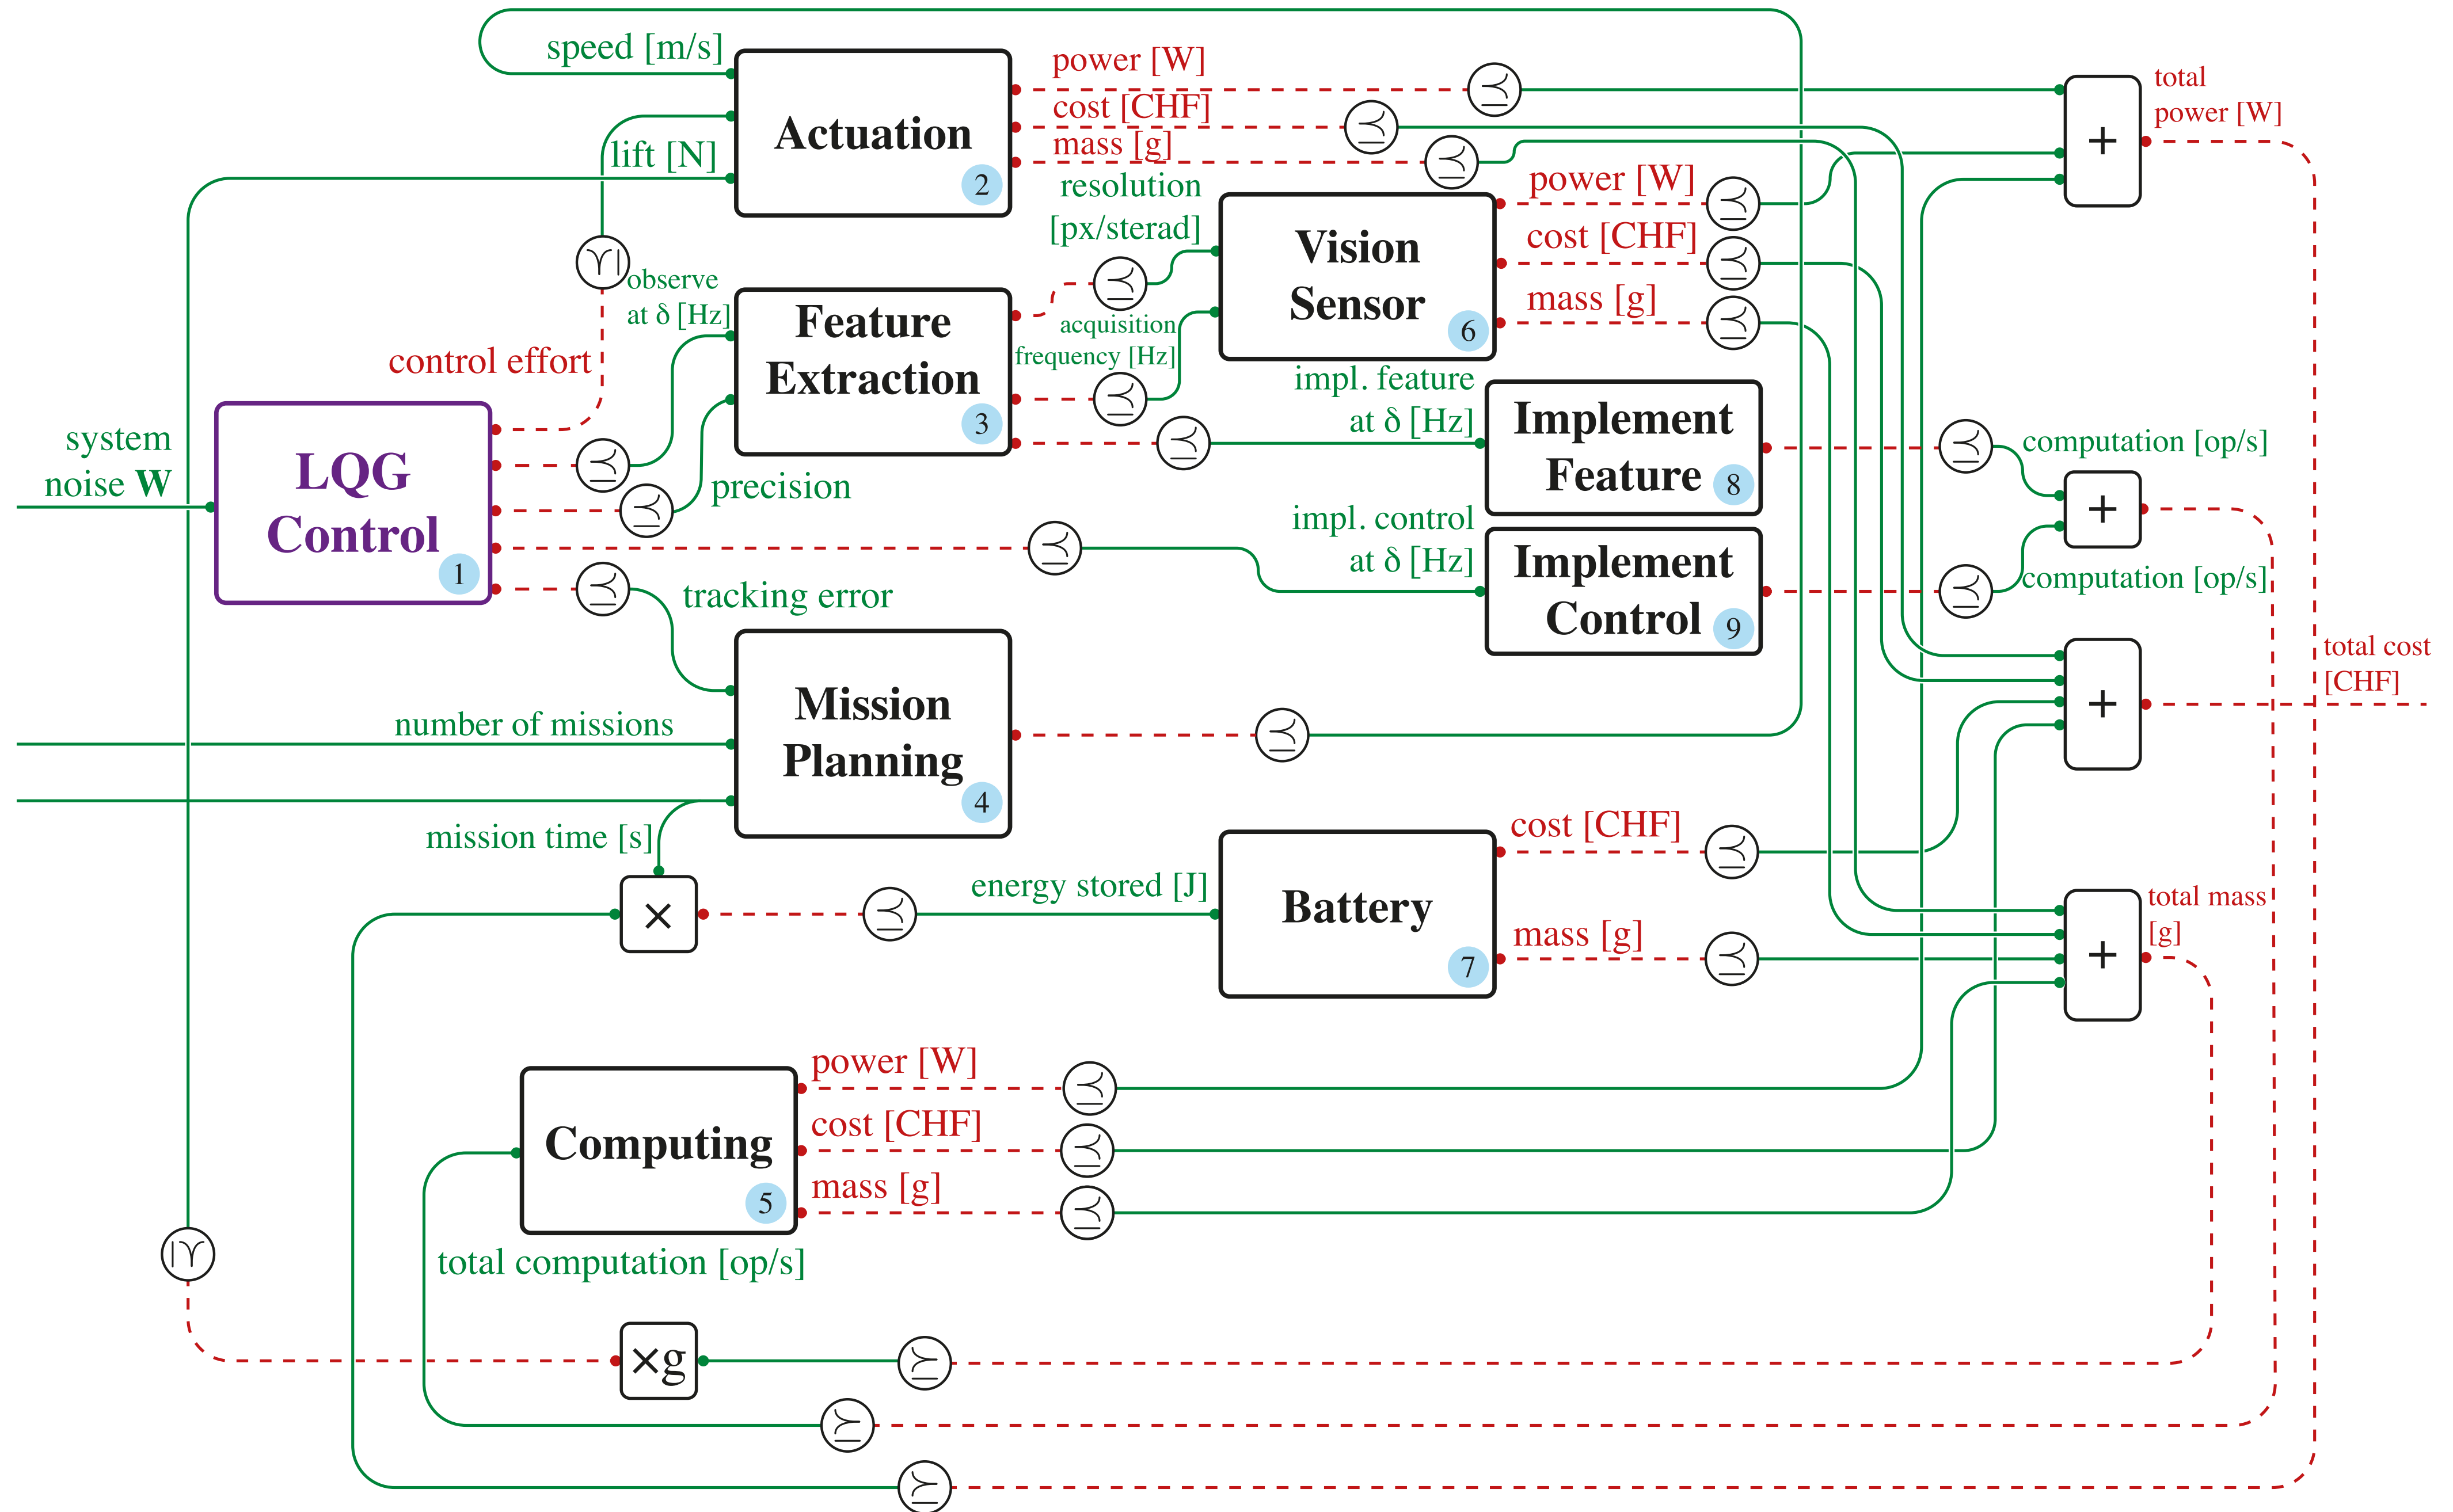 speed [m/s]
lift [N]
Actuation
2
power [W]
cost [CHF]
mass [g]
⪯
⪯
⪯
+
total
power [W]
resolution
[px/sterad]
⪯
acquisition
frequency [Hz]
⪯
Vision
Sensor
6
power [W]
cost [CHF]
mass [g]
⪯
⪯
⪯
⪯
observe
at δ [Hz]
Feature
Extraction
3
control effort
precision
⪯
⪯
⪯
system
noise W
LQG
Control
1
impl. feature
at δ [Hz]
Implement
Feature
8
⪯
computation [op/s]
+
impl. control
at δ [Hz]
Implement
Control
9
⪯
computation [op/s]
⪯
⪯
tracking error
number of missions
mission time [s]
Mission
Planning
4
⪯
+
total cost
[CHF]
×
⪯
energy stored [J]
Battery
7
cost [CHF]
mass [g]
⪯
⪯
+
total mass
[g]
Computing
5
power [W]
cost [CHF]
mass [g]
⪯
⪯
⪯
total computation [op/s]
⪯
×g
⪰
⪰
⪰